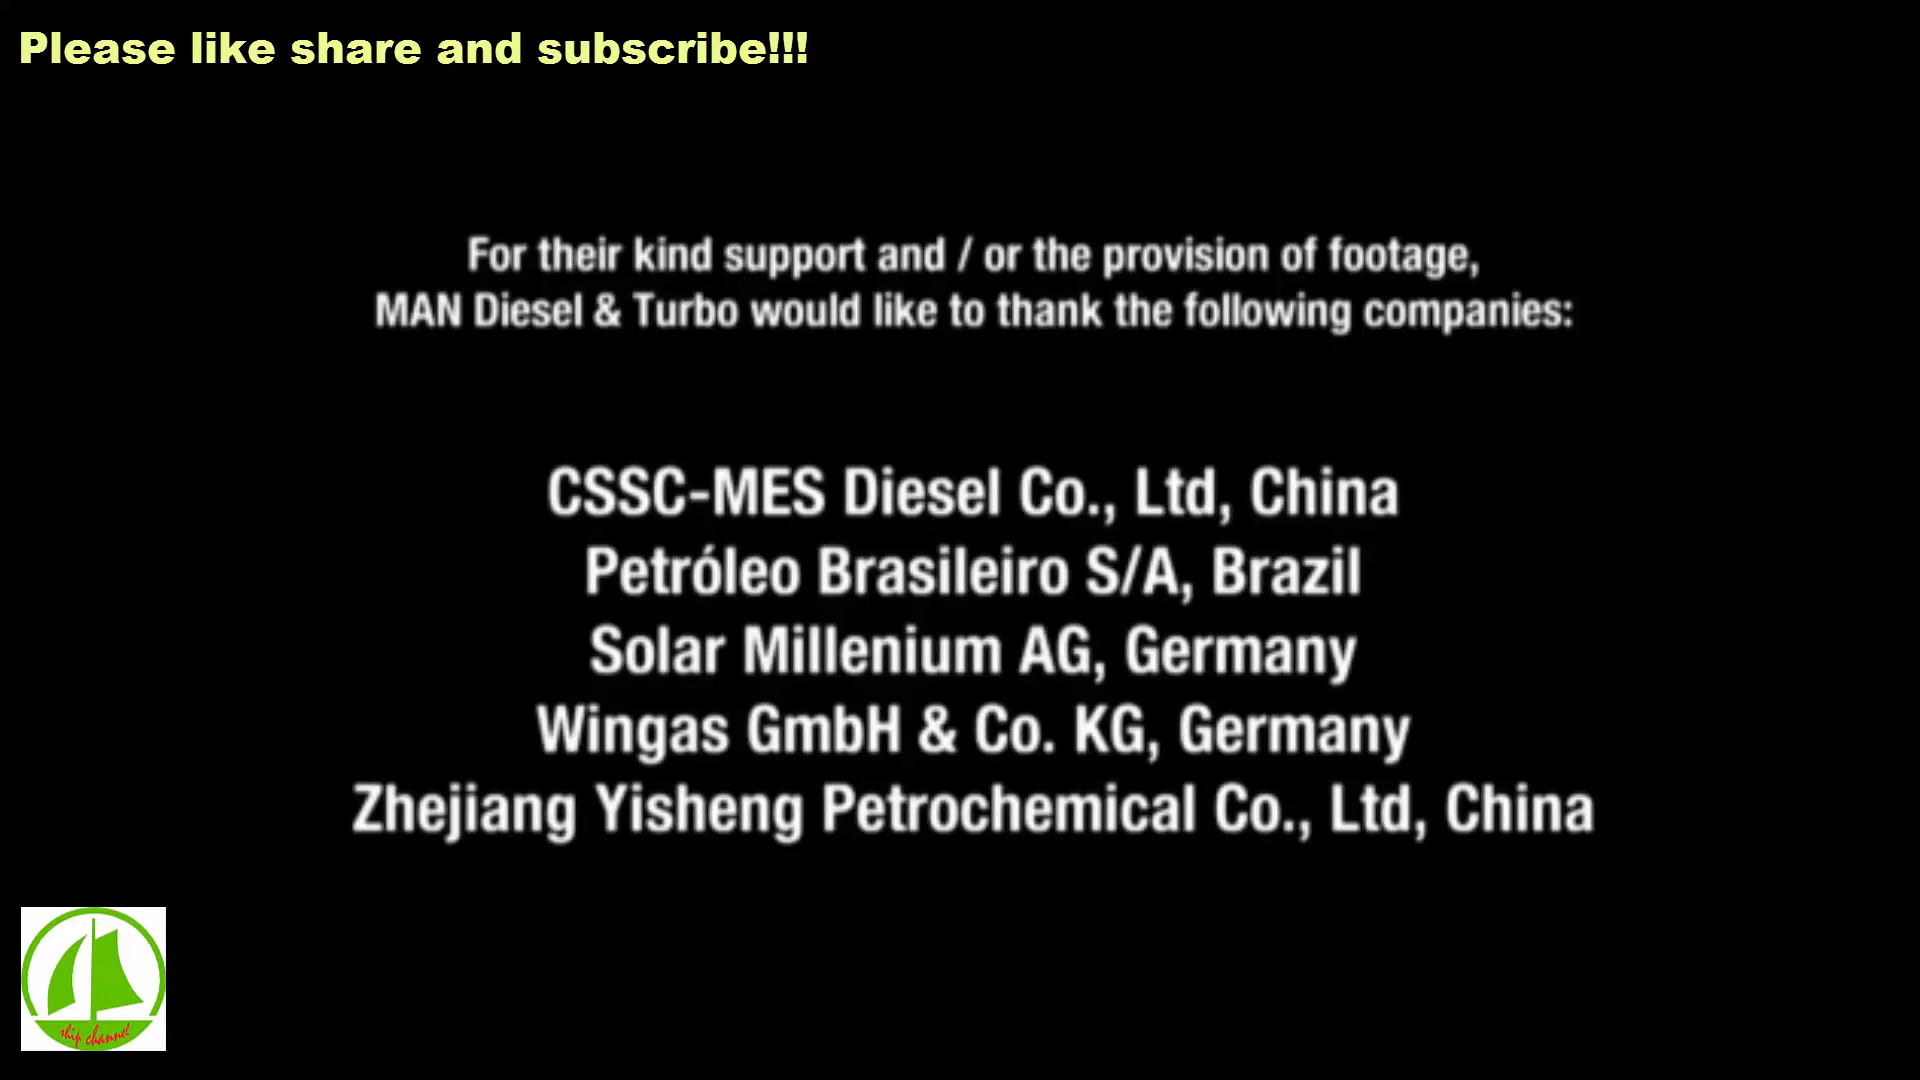 Please like share and subscribe!!!
For their kind support and / or the provision of footage,
MAN Diesel & Turbo would like to thank the following companies:
CSSC-MES Diesel Co., Ltd, China
Petróleo Brasileiro S/A, Brazil
Solar Millenium AG, Germany
Wingas GmbH & Co. KG, Germany
Zhejiang Yisheng Petrochemical Co., Ltd, China
ship channel